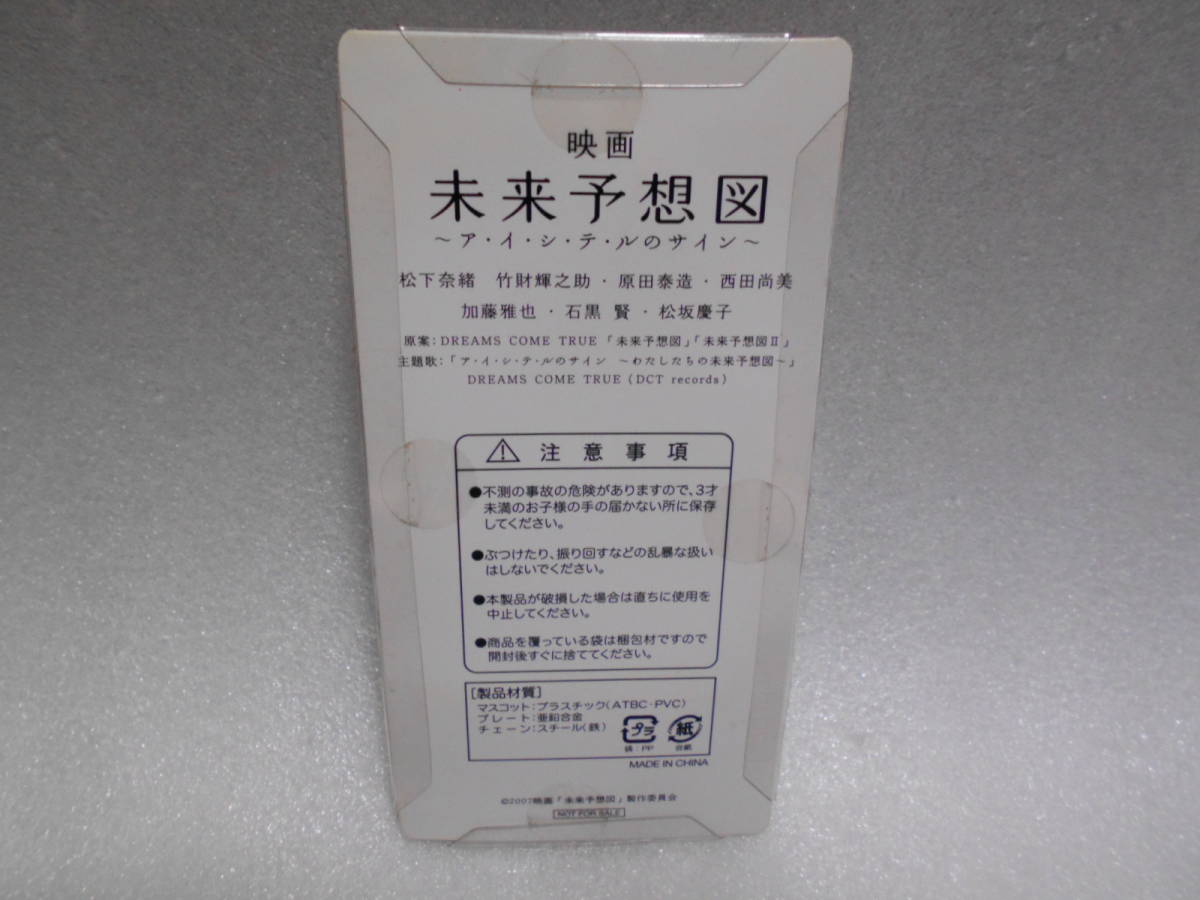 映画
未来予想図
～ア・イ・シ・テ・ルのサイン～
松下奈緒　竹財輝之助・原田泰造・西田尚美
加藤雅也・石黒 賢・松坂慶子
原案：DREAMS COME TRUE「未来予想図」「未来予想図Ⅱ」
主題歌：「ア・イ・シ・テ・ルのサイン　～わたしたちの未来予想図～」
DREAMS COME TRUE (DCT records)
注意事項
●不測の事故の危険がありますので、3才
未満のお子様の手の届かない所に保存
してください。
●ぶつけたり、振り回すなどの乱暴な扱い
はしないでください。
●本製品が破損した場合は直ちに使用を
中止してください。
●商品を覆っている袋は梱包材ですので
開封後すぐに捨ててください。
［製品材質］
マスコット：プラスチック（ATBC・PVC）
プレート：亜鉛合金
チェーン：スチール（鉄）
プラ 紙
袋：PP 台紙
MADE IN CHINA
©2007映画「未来予想図」製作委員会
NOT FOR SALE